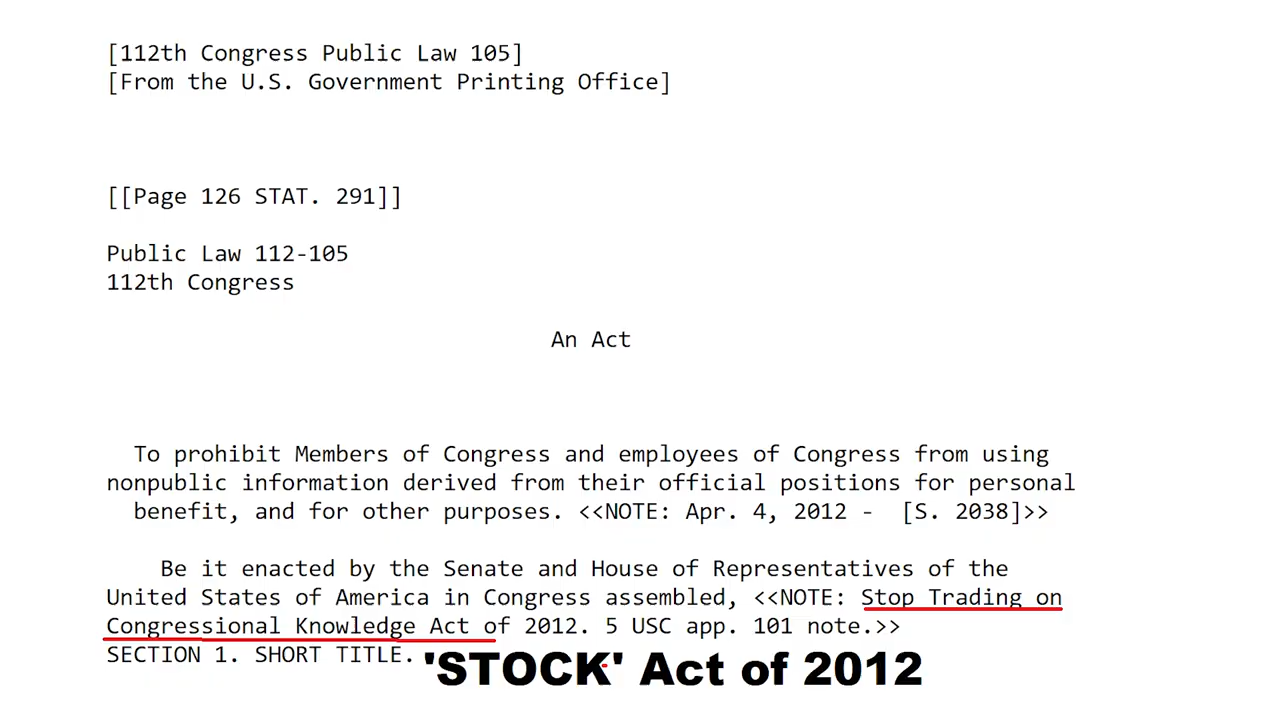 [112th Congress Public Law 105]
[From the U.S. Government Printing Office]
[[Page 126 STAT. 291]]
Public Law 112-105
112th Congress
An Act
To prohibit Members of Congress and employees of Congress from using
nonpublic information derived from their official positions for personal
benefit, and for other purposes. <<NOTE: Apr. 4, 2012 -  [S. 2038]>>
Be it enacted by the Senate and House of Representatives of the
United States of America in Congress assembled, <<NOTE: Stop Trading on
Congressional Knowledge Act of 2012. 5 USC app. 101 note.>>
SECTION 1. SHORT TITLE.
'STOCK' Act of 2012